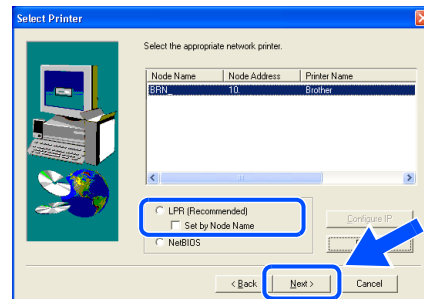 Select Printer
Select the appropriate network printer.
Node Name Node Address Printer Name
BRN_ 10. Brother
LPR (Recommended)
Set by Node Name
Configure IP
NetBIOS
< Back Next > Cancel